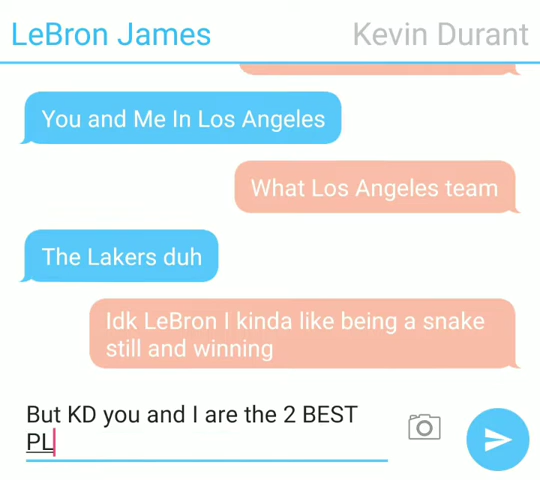 LeBron James
Kevin Durant
You and Me In Los Angeles
What Los Angeles team
The Lakers duh
Idk LeBron I kinda like being a snake
still and winning
But KD you and I are the 2 BEST
PL